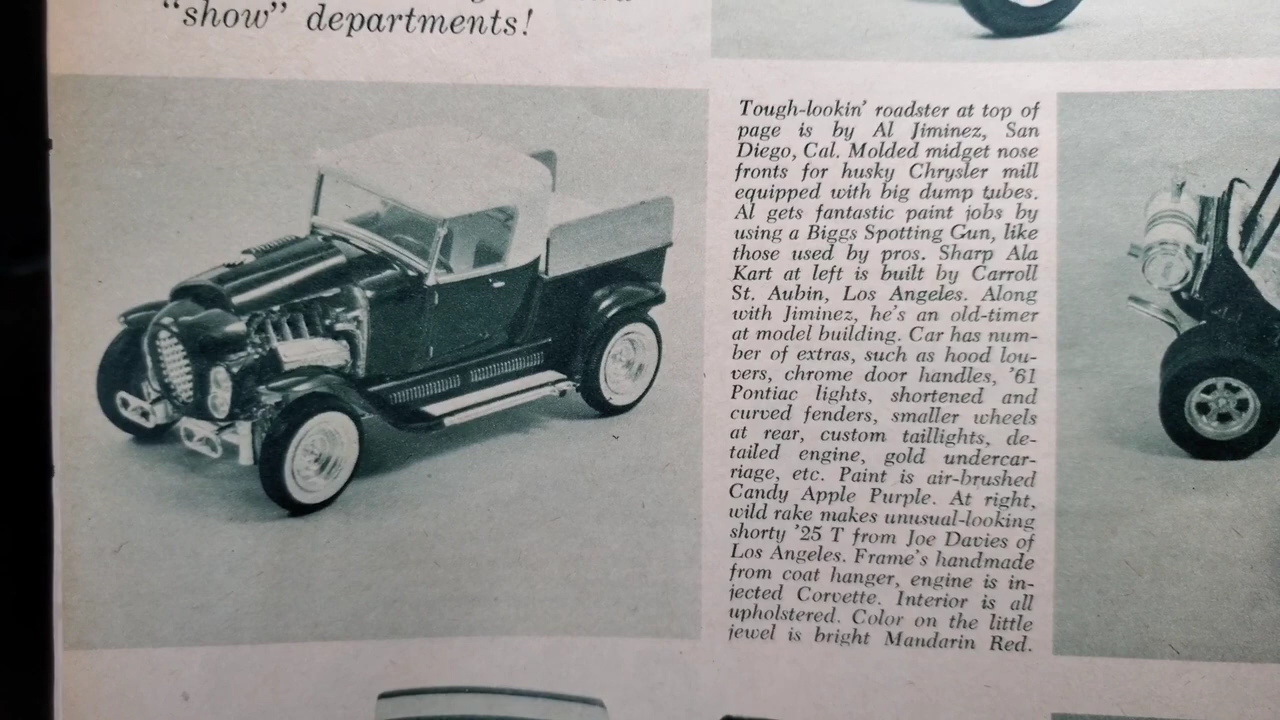 "show" departments!
Tough-lookin' roadster at top of
page is by Al Jiminez, San
Diego, Cal. Molded midget nose
fronts for husky Chrysler mill
equipped with big dump tubes.
Al gets fantastic paint jobs by
using a Biggs Spotting Gun, like
those used by pros. Sharp Ala
Kart at left is built by Carroll
St. Aubin, Los Angeles. Along
with Jiminez, he's an old-timer
at model building. Car has num-
ber of extras, such as hood lou-
vers, chrome door handles, '61
Pontiac lights, shortened and
curved fenders, smaller wheels
at rear, custom taillights, de-
tailed engine, gold undercar-
riage, etc. Paint is air-brushed
Candy Apple Purple. At right,
wild rake makes unusual-looking
shorty '25 T from Joe Davies of
Los Angeles. Frame's handmade
from coat hanger, engine is in-
jected Corvette. Interior is all
upholstered. Color on the little
jewel is bright Mandarin Red.